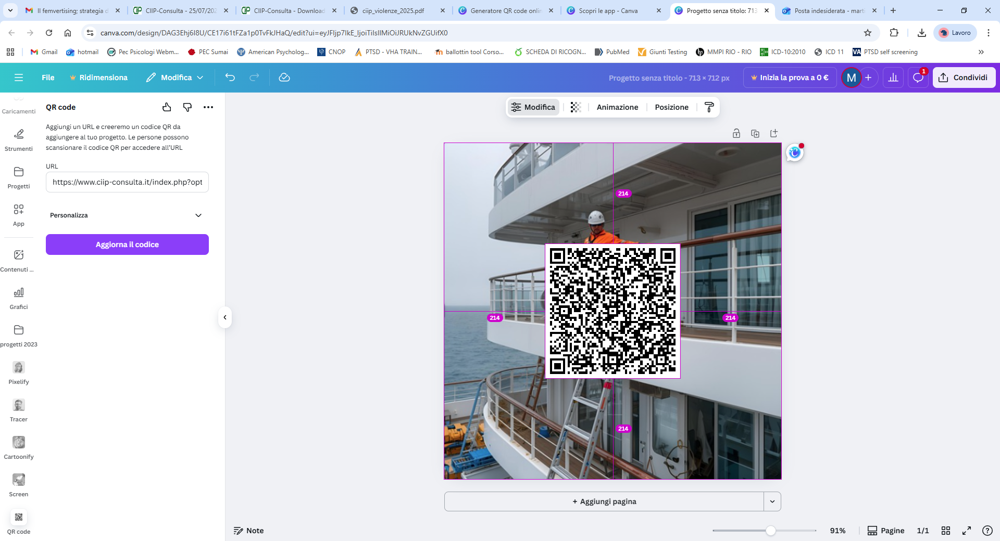 Il femvertising; strategia d
CIIP-Consulta - 25/07/202
CIIP-Consulta - Download
ciip_violenze_2025.pdf
Generatore QR code onlin
Scopri le app - Canva
Progetto senza titolo: 713
Posta indesiderata - mart
canva.com/design/DAG3Ehj6I8U/CE17i61tFZa1p0TvFkJHaQ/edit?ui=eyJFIjp7IkE_IjoiTiIsIlMiOiJRUkNvZGUifX0
Lavoro
Gmail
hotmail
Pec Psicologi Webm...
PEC Sumai
American Psycholog...
CNOP
PTSD - VHA TRAIN...
ballottin tool Corso...
SCHEDA DI RICOGN...
PubMed
Giunti Testing
MMPI RIO - RIO
ICD-10:2010
ICD 11
VA
PTSD self screening
File
Ridimensiona
Modifica
Progetto senza titolo - 713 × 712 px
Inizia la prova a 0 €
M
1
Condividi
Caricamenti
Strumenti
Progetti
App
Contenuti ...
Grafici
progetti 2023
Pixelify
Tracer
Cartoonify
Screen
QR code
QR code
Aggiungi un URL e creeremo un codice QR da
aggiungere al tuo progetto. Le persone possono
scansionare il codice QR per accedere all'URL
URL
https://www.ciip-consulta.it/index.php?opt
Personalizza
Aggiorna il codice
Modifica
Animazione
Posizione
214
214
214
214
+ Aggiungi pagina
Note
91%
Pagine
1/1